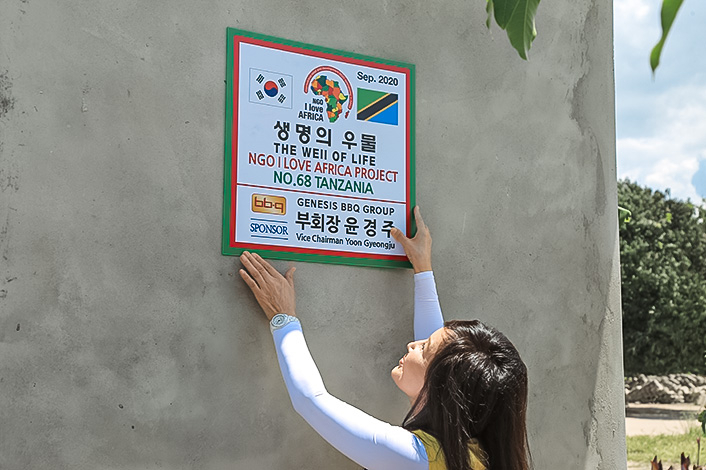 Sep. 2020
NGO
I love
AFRICA
생명의 우물
THE WEll OF LIFE
NGO I LOVE AFRICA PROJECT
NO.68 TANZANIA
bb.q
GENESIS BBQ GROUP
SPONSOR
부회장 윤경주
Vice Chairman Yoon Gyeongju